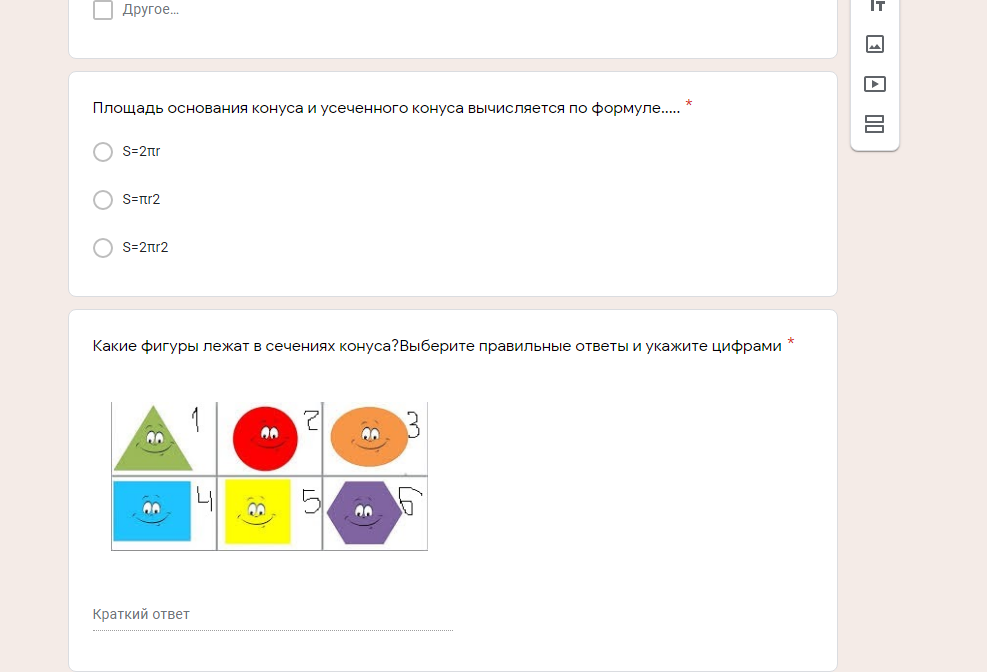 Другое…
Площадь основания конуса и усеченного конуса вычисляется по формуле..... *
S=2πr
S=πr2
S=2πr2
Какие фигуры лежат в сечениях конуса?Выберите правильные ответы и укажите цифрами *
1
2
3
4
5
6
Краткий ответ